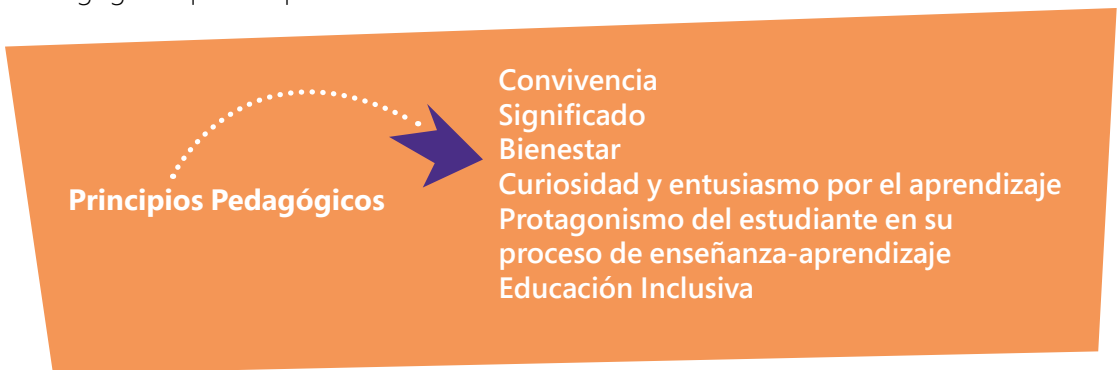 Principios Pedagógicos
Convivencia
Significado
Bienestar
Curiosidad y entusiasmo por el aprendizaje
Protagonismo del estudiante en su
proceso de enseñanza-aprendizaje
Educación Inclusiva